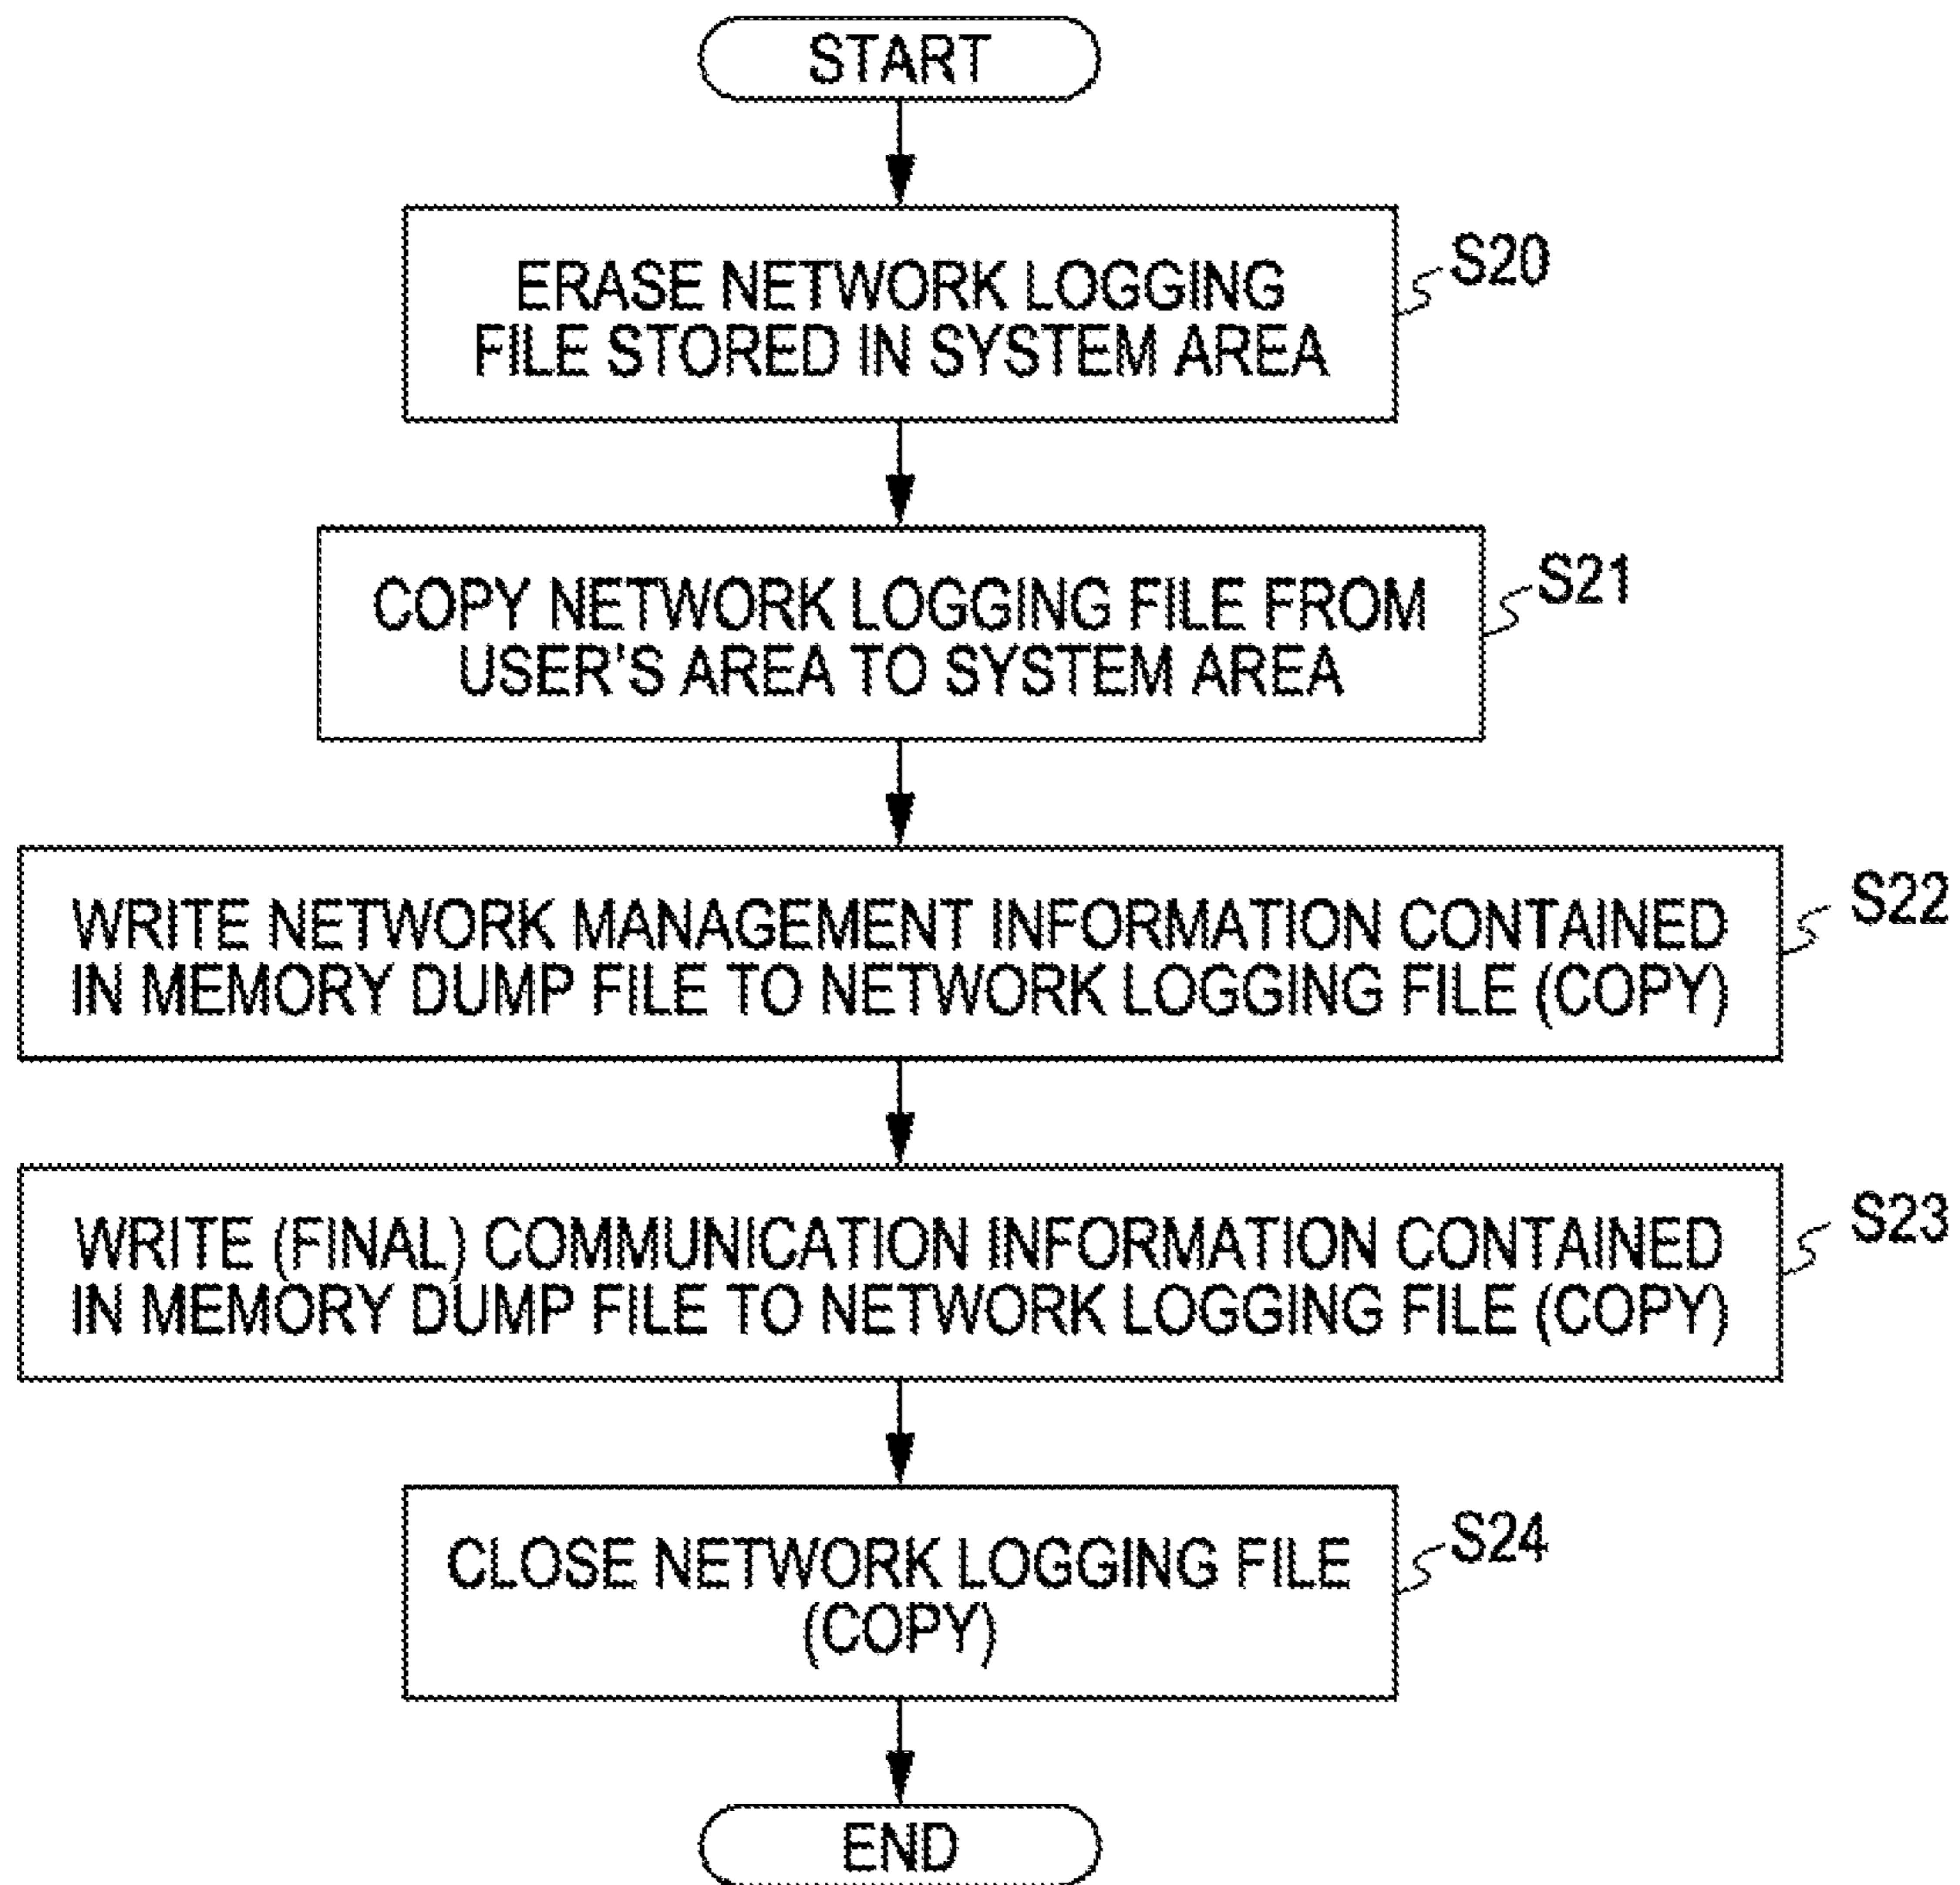 START
ERASE NETWORK LOGGING
FILE STORED IN SYSTEM AREA
S20
COPY NETWORK LOGGING FILE FROM
USER'S AREA TO SYSTEM AREA
S21
WRITE NETWORK MANAGEMENT INFORMATION CONTAINED
IN MEMORY DUMP FILE TO NETWORK LOGGING FILE (COPY)
S22
WRITE (FINAL) COMMUNICATION INFORMATION CONTAINED
IN MEMORY DUMP FILE TO NETWORK LOGGING FILE (COPY)
S23
CLOSE NETWORK LOGGING FILE
(COPY)
S24
END